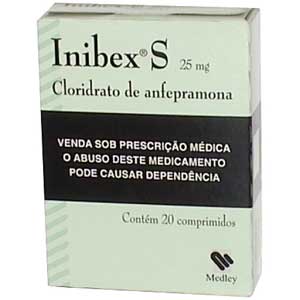 Inibex® S 25 mg
Cloridrato de anfepramona
VENDA SOB PRESCRIÇÃO MÉDICA
O ABUSO DESTE MEDICAMENTO
PODE CAUSAR DEPENDÊNCIA
Contém 20 comprimidos
Medley